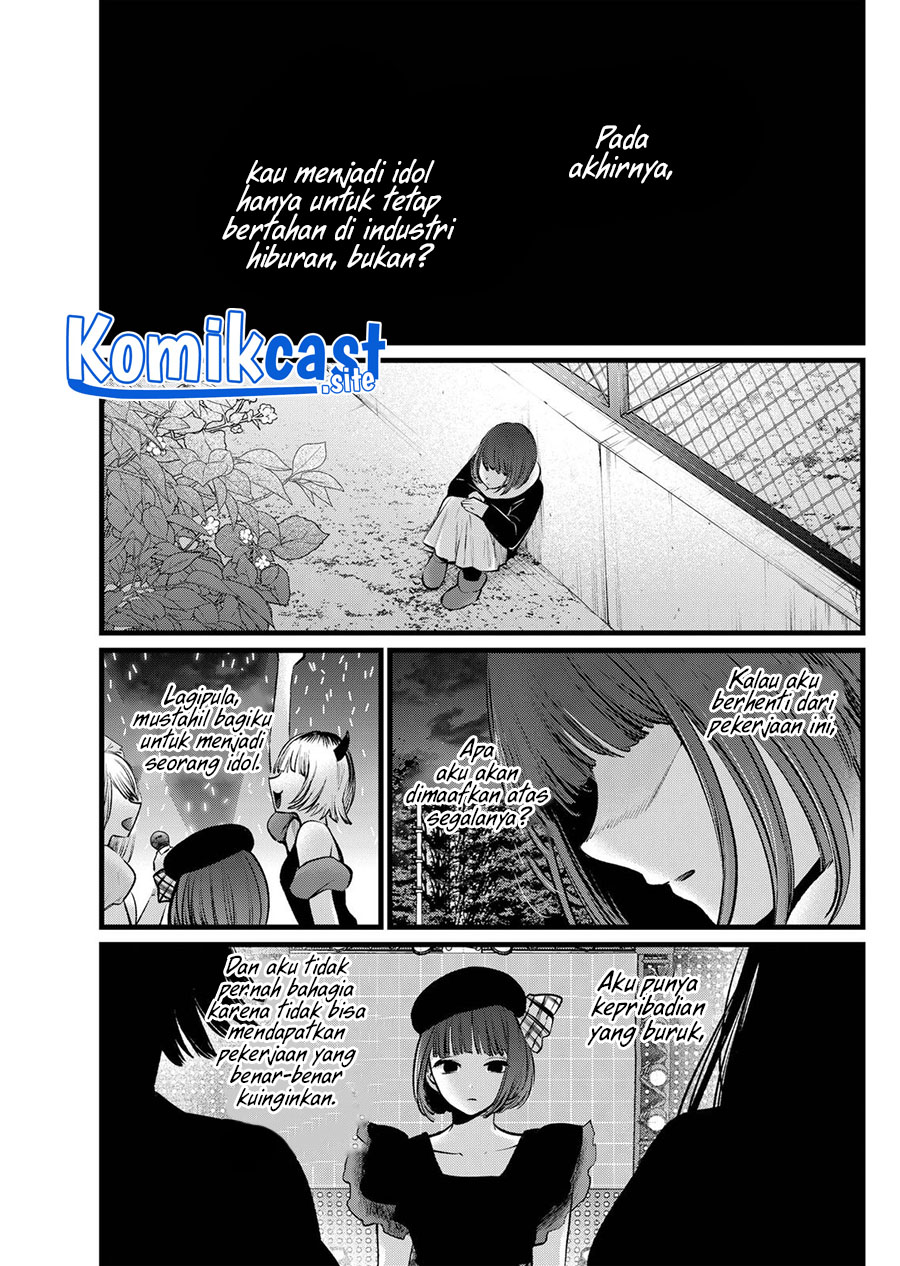 Pada
akhirnya,
kau menjadi idol
hanya untuk tetap
bertahan di industri
hiburan, bukan?
Komikcast
.site
Kalau aku
berhenti dari
pekerjaan ini,
Apa
aku akan
dimaafkan atas
segalanya?
Lagipula,
mustahil bagiku
untuk menjadi
seorang idol.
Aku punya
kepribadian
yang buruk,
Dan aku tidak
pernah bahagia
karena tidak bisa
mendapatkan
pekerjaan yang
benar-benar
kuinginkan.